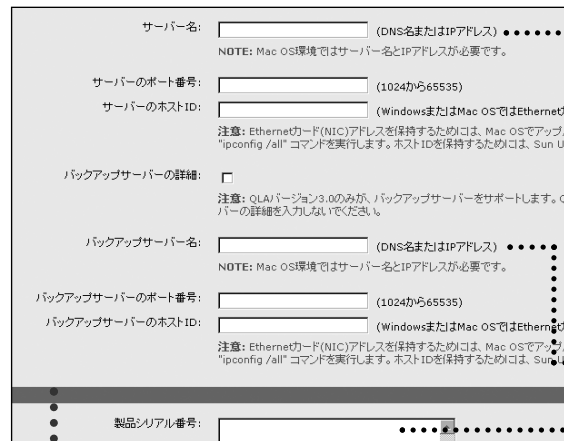 サーバー名: (DNS名またはIPアドレス)
NOTE: Mac OS環境ではサーバー名とIPアドレスが必要です。
サーバーのポート番号: (1024から65535)
サーバーのホストID: (WindowsまたはMac OSではEthernet
注意: Ethernetカード(NIC)アドレスを保持するためには、Mac OSでアップ
"ipconfig /all" コマンドを実行します。ホストIDを保持するためには、Sun U
バックアップサーバーの詳細:
注意: QLAバージョン3.0のみが、バックアップサーバーをサポートします。
バーの詳細を入力しないでください。
バックアップサーバー名: (DNS名またはIPアドレス)
NOTE: Mac OS環境ではサーバー名とIPアドレスが必要です。
バックアップサーバーのポート番号: (1024から65535)
バックアップサーバーのホストID: (WindowsまたはMac OSではEthernet
注意: Ethernetカード(NIC)アドレスを保持するためには、Mac OSでアップ
"ipconfig /all" コマンドを実行します。ホストIDを保持するためには、Sun U
製品シリアル番号: